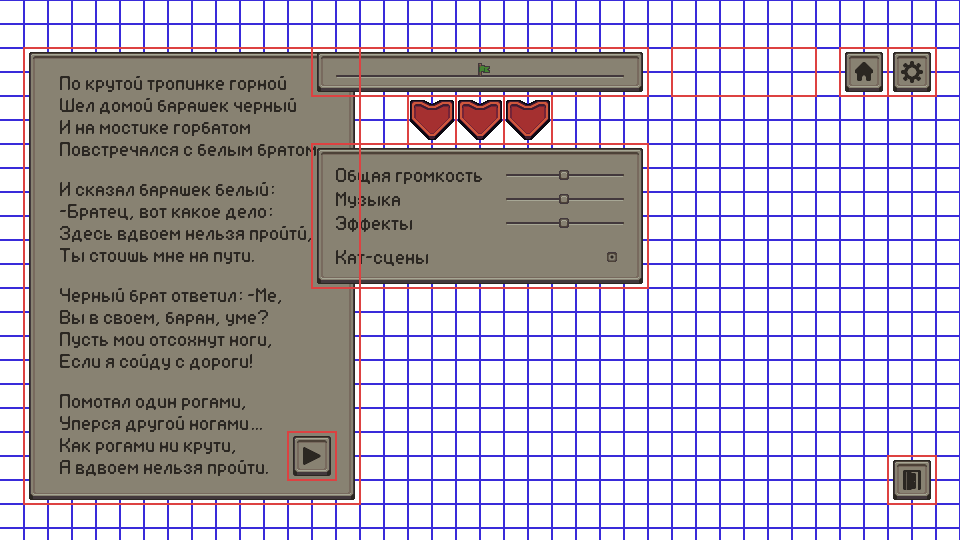 По крутой тропинке горной
Шел домой барашек черный
И на мостике горбатом
Повстречался с белым братом
И сказал барашек белый:
-Братец, вот какое дело:
Здесь вдвоем нельзя пройти,
Ты стоишь мне на пути.
Черный брат ответил: -Ме,
Вы в своем, баран, уме?
Пусть мои отсохнут ноги,
Если я сойду с дороги!
Помотал один рогами,
Уперся другой ногами...
Как рогами ни крути,
А вдвоем нельзя пройти.
Общая громкость
Музыка
Эффекты
Кат-сцены